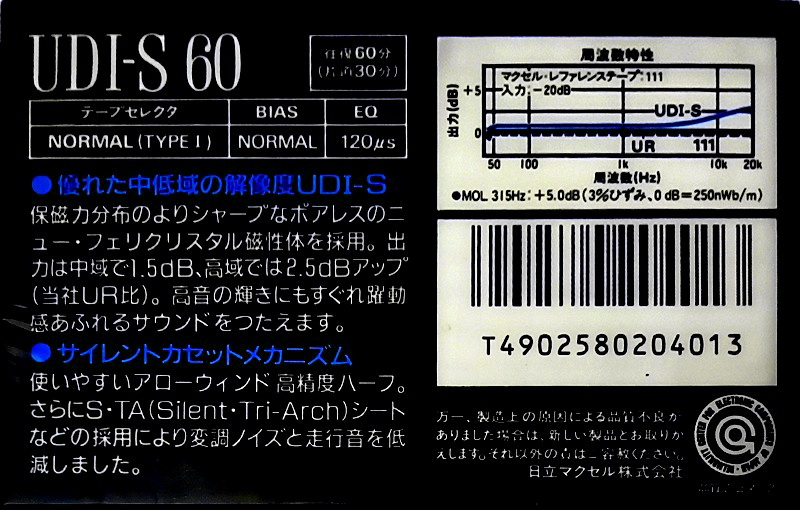 UDI-S 60
往復60分
(片道30分)
テープセレクタ BIAS EQ
NORMAL (TYPE I) NORMAL 120μs
●優れた中低域の解像度UDI-S
保磁力分布のよりシャープなポアレスのニ
ュー・フェリクリスタル磁性体を採用。出
力は中域で1.5dB、高域では2.5dBアップ
(当社UR比)。高音の輝きにもすぐれ躍動
感あふれるサウンドをつたえます。
●サイレントカセットメカニズム
使いやすいアローウィンド高精度ハーフ。
さらにS・TA(Silent・Tri-Arch)シート
などの採用により変調ノイズと走行音を低
減しました。
周波数特性
マクセル・レファレンステープ:111
入力:-20dB
出力(dB)
+5
0
UDI-S
UR 111
50 100 1k 10k 20k
周波数(Hz)
●MOL 315Hz:+5.0dB(3%ひずみ、0 dB=250nWb/m)
T4902580204013
万一、製造上の原因による品質不良が
ありました場合は、新しい製品とお取りか
えします。それ以外の責はご容赦ください。
日立マクセル株式会社